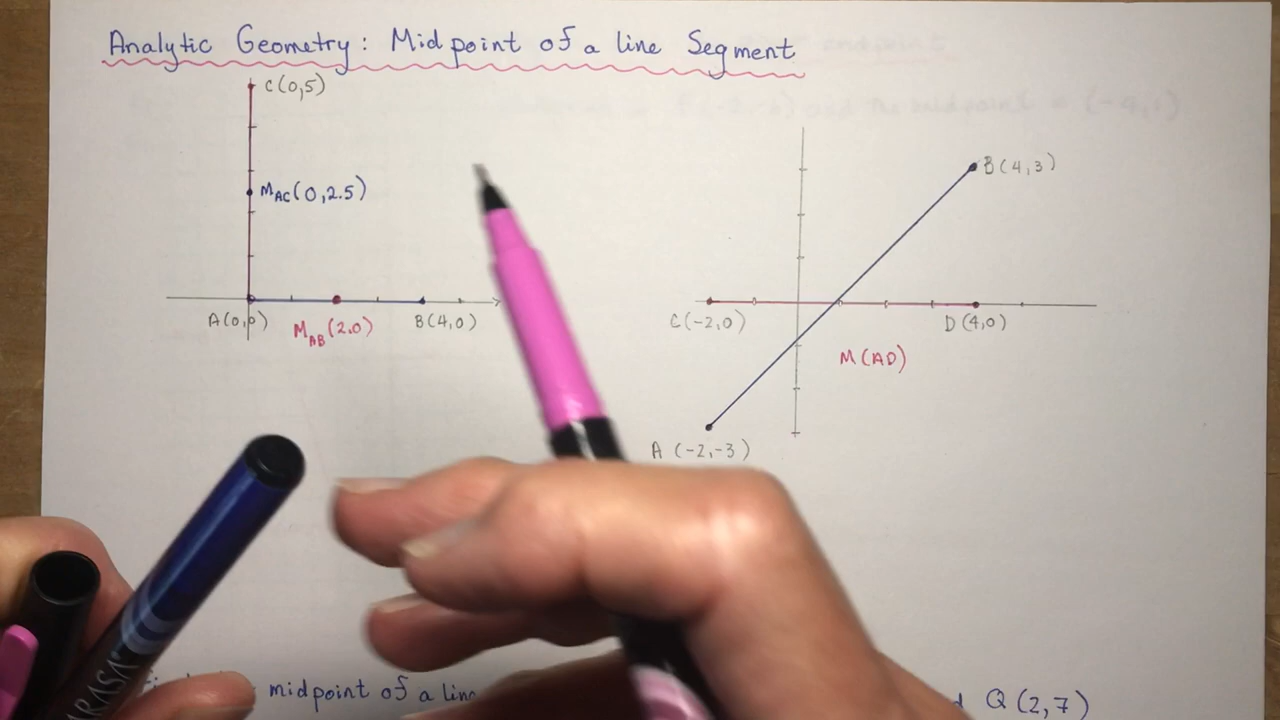 Analytic Geometry: Midpoint of a line Segment
C(0,5)
MAC(0,2.5)
A(0,0)
MAB(2,0)
B(4,0)
B(4,3)
C(-2,0)
D(4,0)
M(AD)
A (-2,-3)
midpoint of a line
Q (2,7)